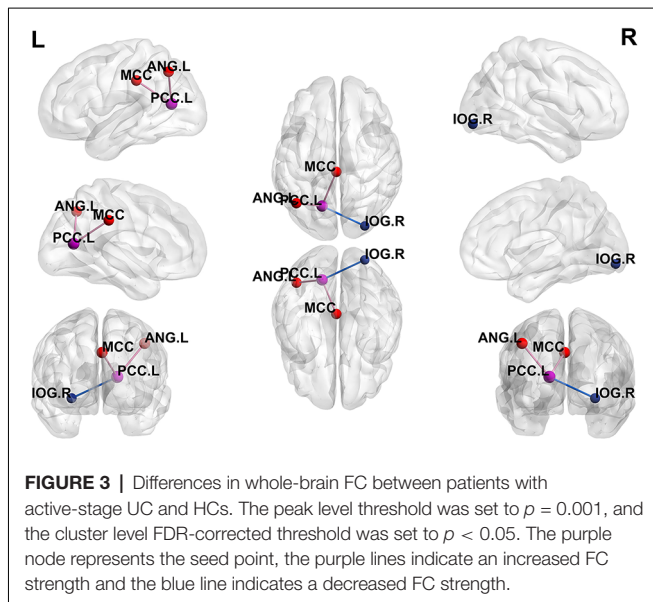 L
R
MCC
ANG.L
PCC.L
IOG.R
MCC
ANG.L
PCC.L
IOG.R
ANG.L
MCC
PCC.L
IOG.R
PCC.L
ANG.L
MCC
IOG.R
MCC
ANG.L
PCC.L
IOG.R
ANG.L
MCC
PCC.L
IOG.R
FIGURE 3 | Differences in whole-brain FC between patients with
active-stage UC and HCs. The peak level threshold was set to p = 0.001, and
the cluster level FDR-corrected threshold was set to p < 0.05. The purple
node represents the seed point, the purple lines indicate an increased FC
strength and the blue line indicates a decreased FC strength.